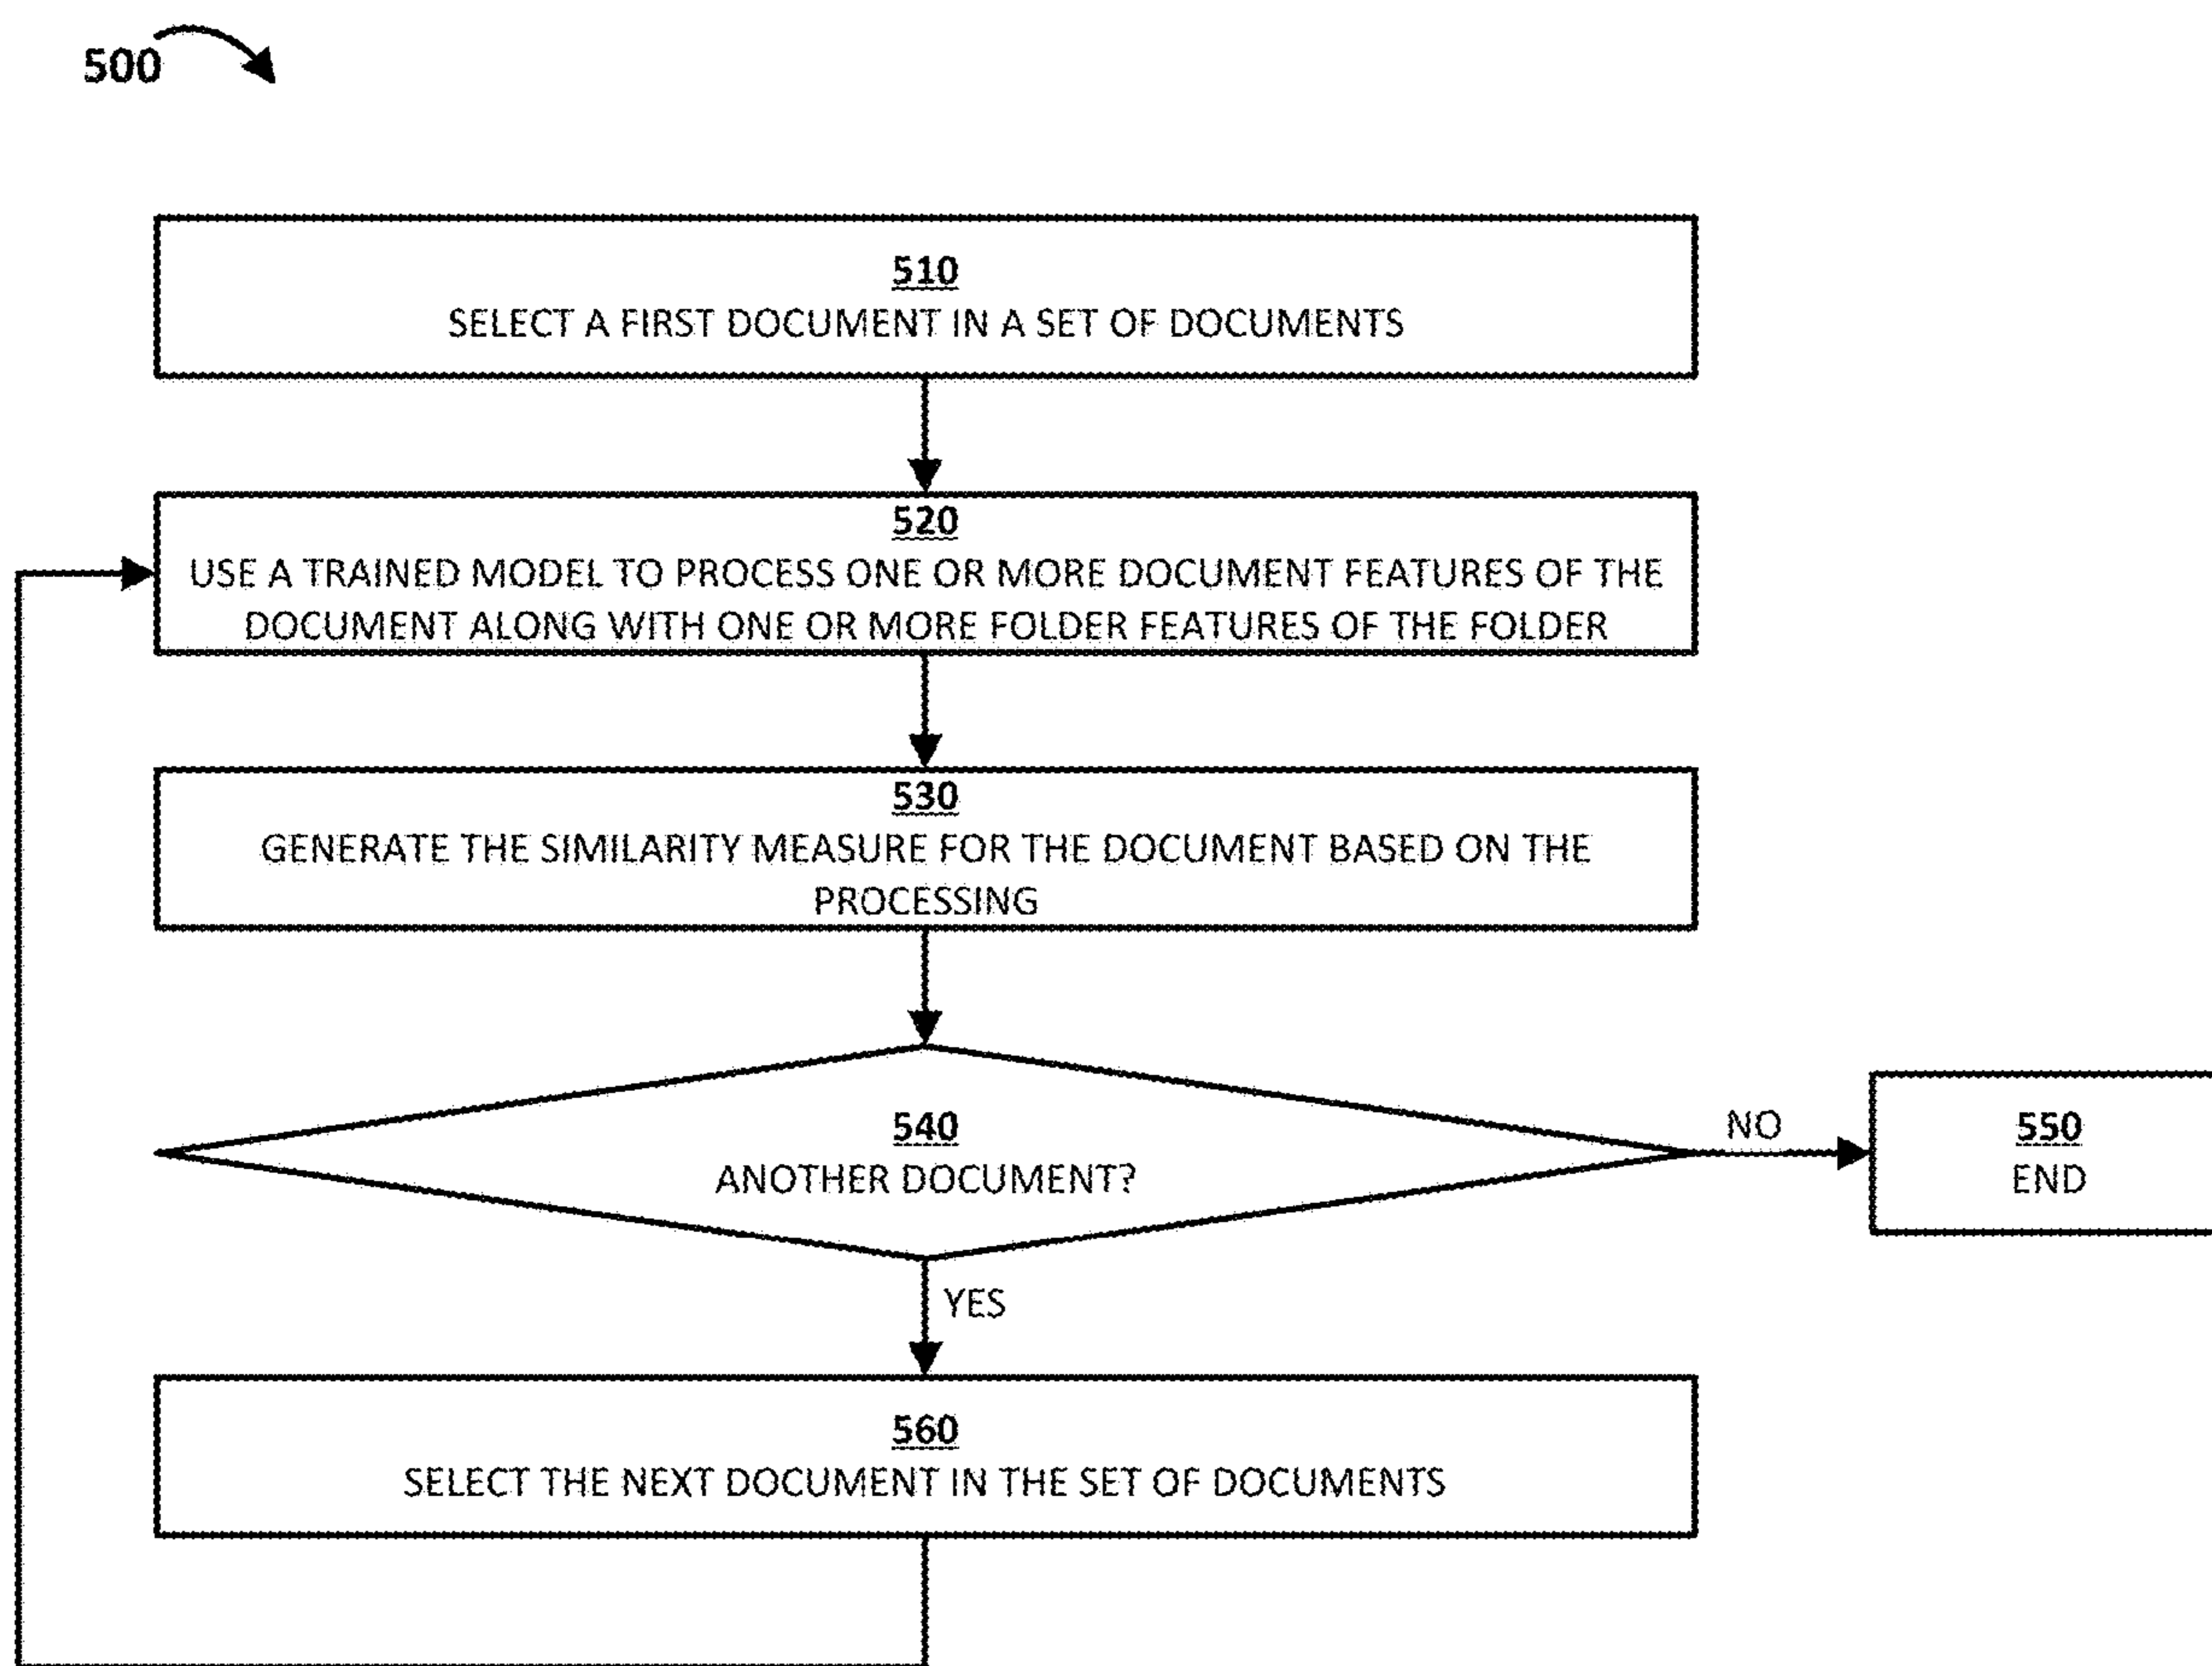 500
510
SELECT A FIRST DOCUMENT IN A SET OF DOCUMENTS
520
USE A TRAINED MODEL TO PROCESS ONE OR MORE DOCUMENT FEATURES OF THE
DOCUMENT ALONG WITH ONE OR MORE FOLDER FEATURES OF THE FOLDER
530
GENERATE THE SIMILARITY MEASURE FOR THE DOCUMENT BASED ON THE
PROCESSING
540
ANOTHER DOCUMENT?
NO
550
END
YES
560
SELECT THE NEXT DOCUMENT IN THE SET OF DOCUMENTS